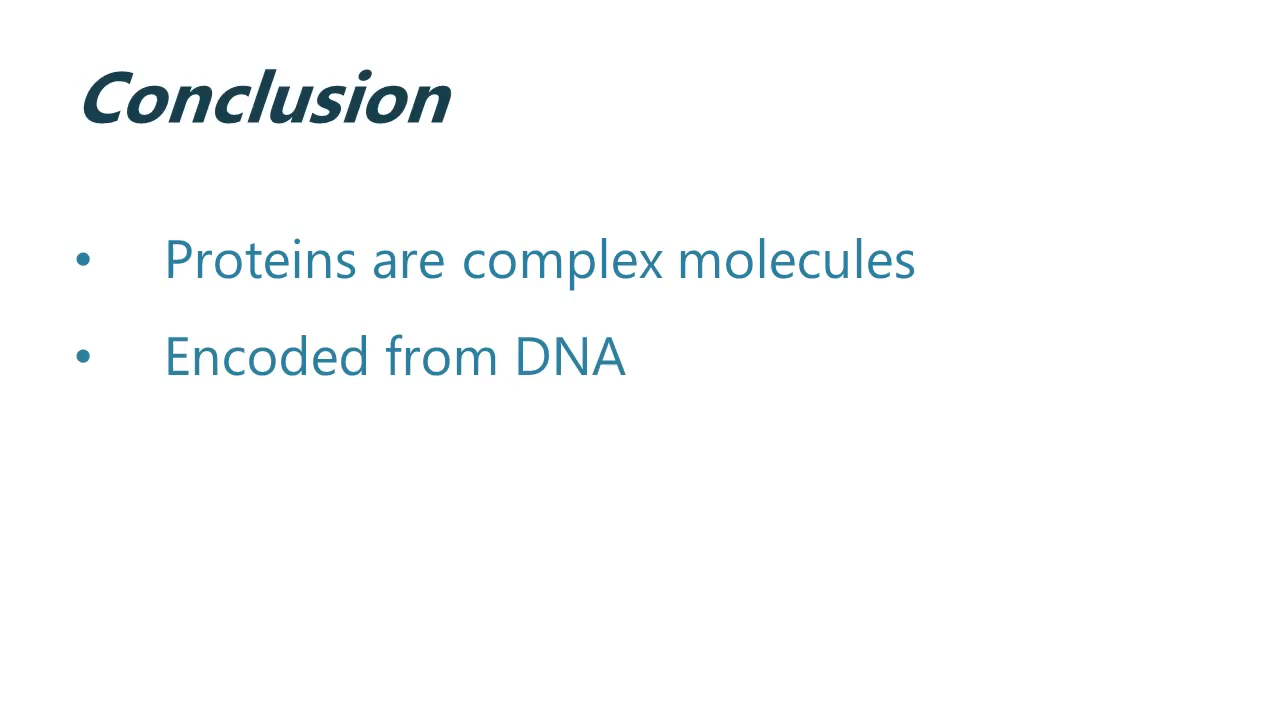 Conclusion
• Proteins are complex molecules
• Encoded from DNA